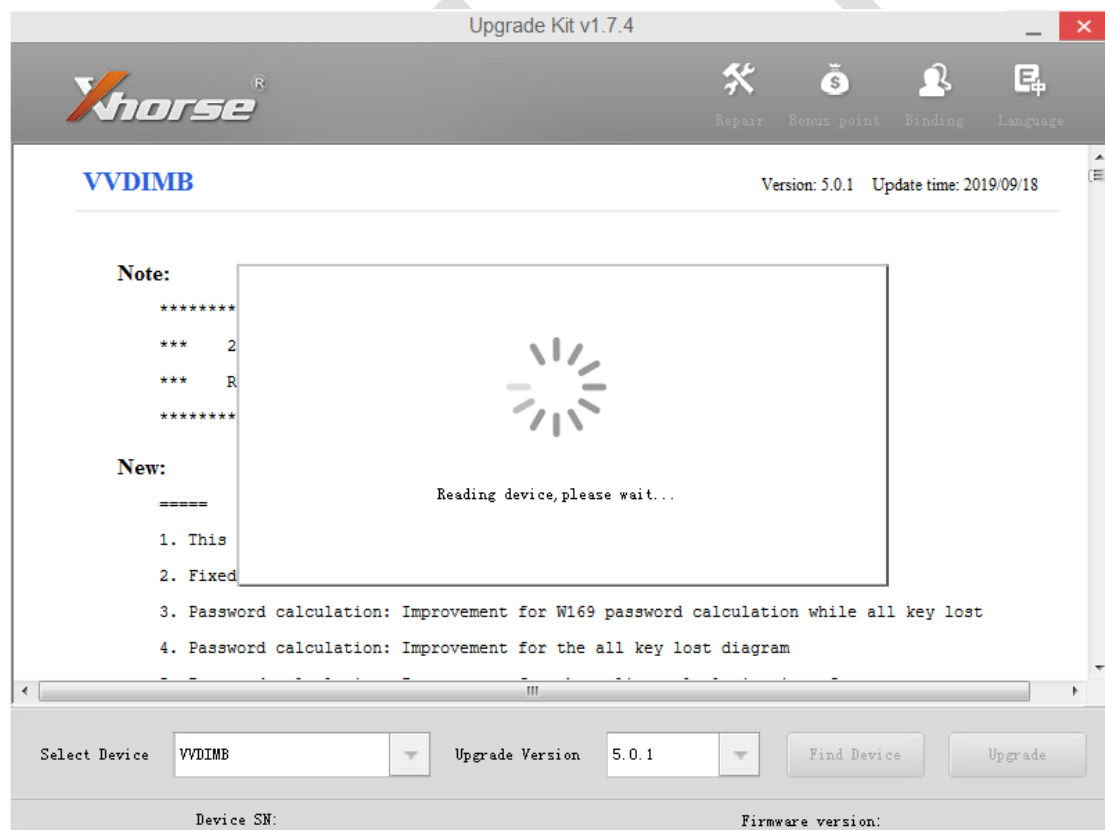 Upgrade Kit v1.7.4
Xhorse ®
Repair Bonus point Binding Language
VVDIMB
Version: 5.0.1 Update time: 2019/09/18
Note:
*********
*** 2
*** R
*********
Reading device,please wait...
New:
=====
1. This
2. Fixed
3. Password calculation: Improvement for W169 password calculation while all key lost
4. Password calculation: Improvement for the all key lost diagram
Select Device VVDIMB Upgrade Version 5.0.1 Find Device Upgrade
Device SN: Firmware version: